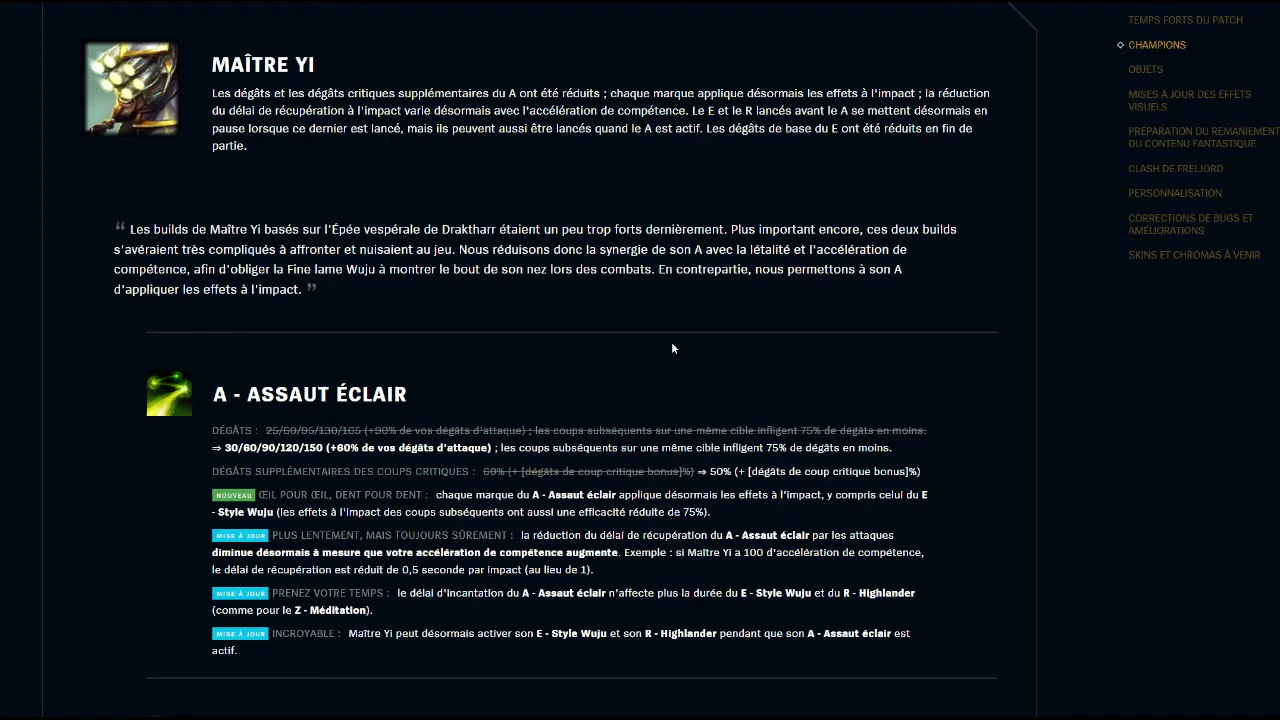 MAÎTRE YI
Les dégâts et les dégâts critiques supplémentaires du A ont été réduits ; chaque marque applique désormais les effets à l'impact ; la réduction
du délai de récupération à l'impact varie désormais avec l'accélération de compétence. Le E et le R lancés avant le A se mettent désormais en
pause lorsque ce dernier est lancé, mais ils peuvent aussi être lancés quand le A est actif. Les dégâts de base du E ont été réduits en fin de
partie.
“ Les builds de Maître Yi basés sur l'Épée vespérale de Draktharr étaient un peu trop forts dernièrement. Plus important encore, ces deux builds
s'avéraient très compliqués à affronter et nuisaient au jeu. Nous réduisons donc la synergie de son A avec la létalité et l'accélération de
compétence, afin d'obliger la Fine lame Wuju à montrer le bout de son nez lors des combats. En contrepartie, nous permettons à son A
d'appliquer les effets à l'impact. ”
A - ASSAUT ÉCLAIR
DÉGÂTS : 25/60/95/130/165 (+90% de vos dégâts d'attaque) ; les coups subséquents sur une même cible infligent 75% de dégâts en moins.
⇒ 30/60/90/120/150 (+60% de vos dégâts d'attaque) ; les coups subséquents sur une même cible infligent 75% de dégâts en moins.
DÉGÂTS SUPPLÉMENTAIRES DES COUPS CRITIQUES : 60% (+ [dégâts de coup critique bonus]%) ⇒ 50% (+ [dégâts de coup critique bonus]%)
NOUVEAU ŒIL POUR ŒIL, DENT POUR DENT : chaque marque du A - Assaut éclair applique désormais les effets à l'impact, y compris celui du E
- Style Wuju (les effets à l'impact des coups subséquents ont aussi une efficacité réduite de 75%).
MISE À JOUR PLUS LENTEMENT, MAIS TOUJOURS SÛREMENT : la réduction du délai de récupération du A - Assaut éclair par les attaques
diminue désormais à mesure que votre accélération de compétence augmente. Exemple : si Maître Yi a 100 d'accélération de compétence,
le délai de récupération est réduit de 0,5 seconde par impact (au lieu de 1).
MISE À JOUR PRENEZ VOTRE TEMPS : le délai d'incantation du A - Assaut éclair n'affecte plus la durée du E - Style Wuju et du R - Highlander
(comme pour le Z - Méditation).
MISE À JOUR INCROYABLE : Maître Yi peut désormais activer son E - Style Wuju et son R - Highlander pendant que son A - Assaut éclair est
actif.
TEMPS FORTS DU PATCH
CHAMPIONS
OBJETS
MISES À JOUR DES EFFETS
VISUELS
PRÉPARATION DU REMANIEMENT
DU CONTENU FANTASTIQUE
CLASH DE FRELJORD
PERSONNALISATION
CORRECTIONS DE BUGS ET
AMÉLIORATIONS
SKINS ET CHROMAS À VENIR